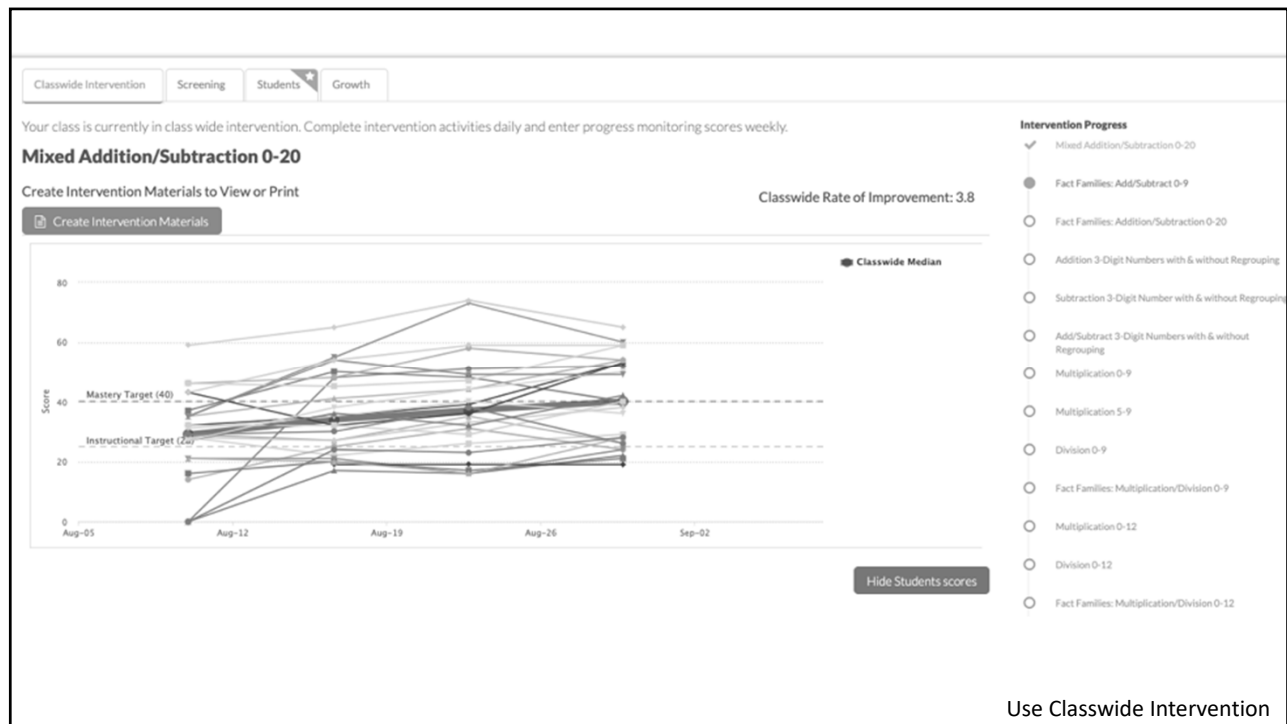 Classwide Intervention
Screening
Students
Growth
Your class is currently in class wide intervention. Complete intervention activities daily and enter progress monitoring scores weekly.
Mixed Addition/Subtraction 0-20
Create Intervention Materials to View or Print
Classwide Rate of Improvement: 3.8
Create Intervention Materials
Classwide Median
80
60
40
20
0
Score
Mastery Target (40)
Instructional Target
Aug-05
Aug-12
Aug-19
Aug-26
Sep-02
Hide Students scores
Intervention Progress
Mixed Addition/Subtraction 0-20
Fact Families: Add/Subtract 0-9
Fact Families: Addition/Subtraction 0-20
Addition 3-Digit Numbers with & without Regrouping
Subtraction 3-Digit Number with & without Regrouping
Add/Subtract 3-Digit Numbers with & without
Regrouping
Multiplication 0-9
Multiplication 5-9
Division 0-9
Fact Families: Multiplication/Division 0-9
Multiplication 0-12
Division 0-12
Fact Families: Multiplication/Division 0-12
Use Classwide Intervention